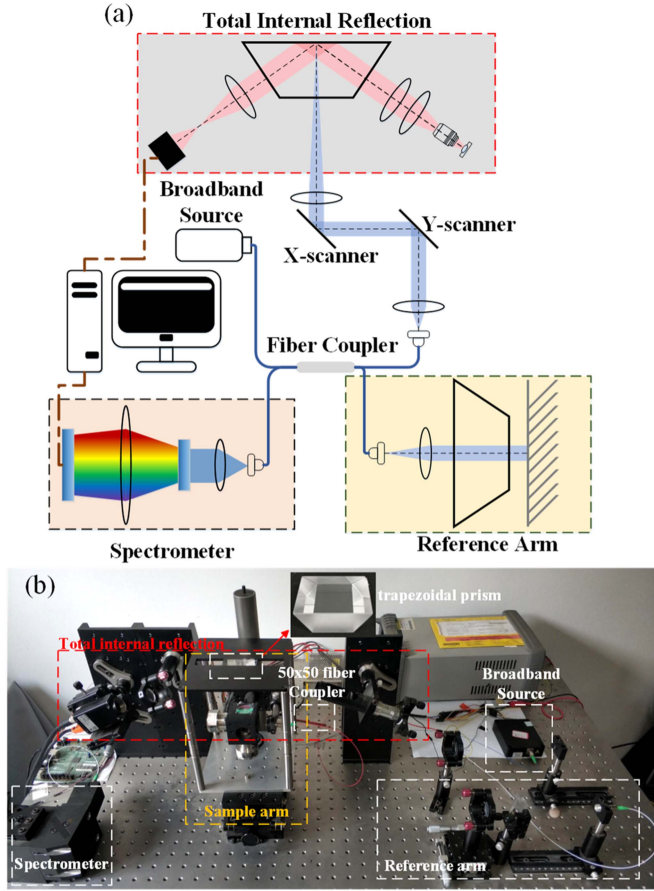 (a)
Total Internal Reflection
Broadband
Source
X-scanner
Y-scanner
Fiber Coupler
Spectrometer
Reference Arm
(b)
trapezoidal prism
Total internal reflection
50x50 fiber
Coupler
Broadband
Source
Sample arm
Spectrometer
Reference arm